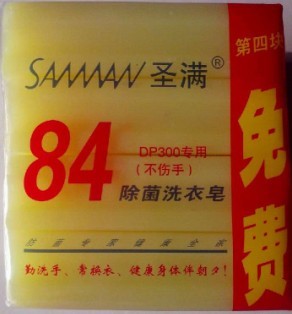 SANMAN 圣满®
第四块
免费
84
DP300专用
(不伤手)
除菌洗衣皂
勤洗手、常换衣、健康身体伴朝夕!